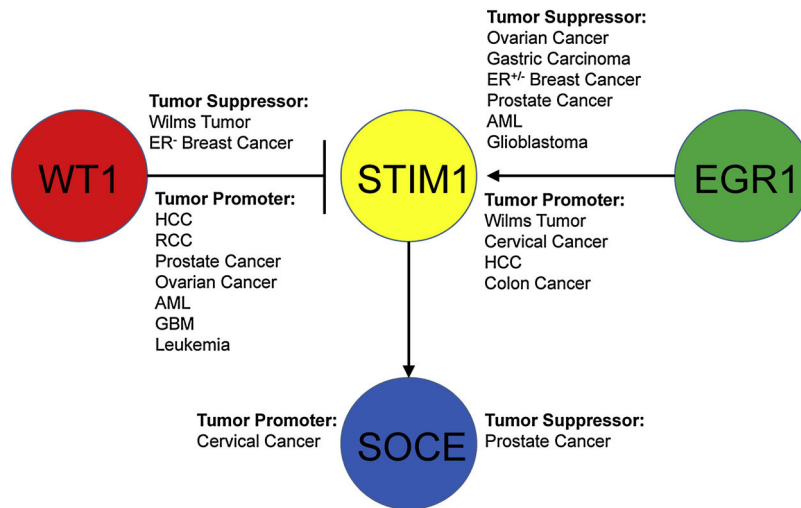 Tumor Suppressor:
Ovarian Cancer
Gastric Carcinoma
ER+/- Breast Cancer
Prostate Cancer
AML
Glioblastoma
Tumor Suppressor:
Wilms Tumor
ER- Breast Cancer
WT1
STIM1
EGR1
Tumor Promoter:
HCC
RCC
Prostate Cancer
Ovarian Cancer
AML
GBM
Leukemia
Tumor Promoter:
Wilms Tumor
Cervical Cancer
HCC
Colon Cancer
Tumor Promoter:
Cervical Cancer
SOCE
Tumor Suppressor:
Prostate Cancer